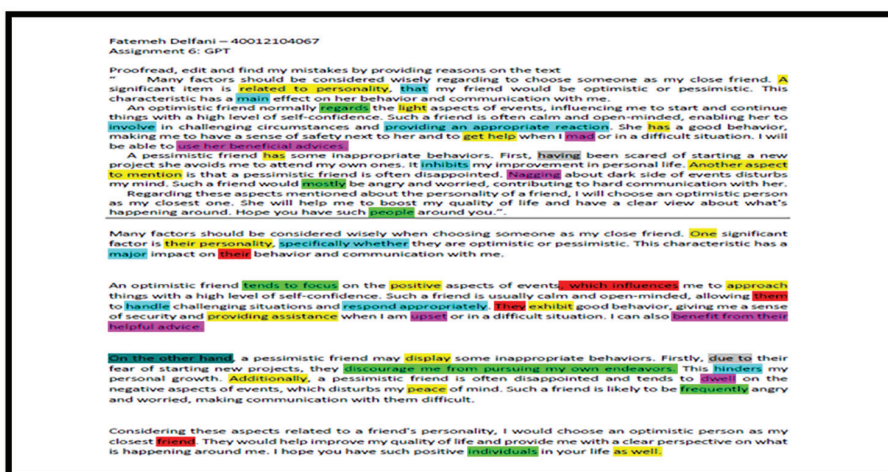 Fatemeh Delfani – 40012104067
Assignment 6: GPT
Proofread, edit and find my mistakes by providing reasons on the text
" Many factors should be considered wisely regarding to choose someone as my close friend. A
significant item is related to personality, that my friend would be optimistic or pessimistic. This
characteristic has a main effect on her behavior and communication with me.
An optimistic friend normally regards the light aspects of events, influencing me to start and continue
things with a high level of self-confidence. Such a friend is often calm and open-minded, enabling her to
involve in challenging circumstances and providing an appropriate reaction. She has a good behavior,
making me to have a sense of safety next to her and to get help when I mad or in a difficult situation. I will
be able to use her beneficial advices.
A pessimistic friend has some inappropriate behaviors. First, having been scared of starting a new
project she avoids me to attend my own ones. It inhibits my improvement in personal life. Another aspect
to mention is that a pessimistic friend is often disappointed. Nagging about dark side of events disturbs
my mind. Such a friend would mostly be angry and worried, contributing to hard communication with her.
Regarding these aspects mentioned about the personality of a friend, I will choose an optimistic person
as my closest one. She will help me to boost my quality of life and have a clear view about what's
happening around. Hope you have such people around you.".
Many factors should be considered wisely when choosing someone as my close friend. One significant
factor is their personality, specifically whether they are optimistic or pessimistic. This characteristic has a
major impact on their behavior and communication with me.
An optimistic friend tends to focus on the positive aspects of events, which influences me to approach
things with a high level of self-confidence. Such a friend is usually calm and open-minded, allowing them
to handle challenging situations and respond appropriately. They exhibit good behavior, giving me a sense
of security and providing assistance when I am upset or in a difficult situation. I can also benefit from their
helpful advice.
On the other hand, a pessimistic friend may display some inappropriate behaviors. Firstly, due to their
fear of starting new projects, they discourage me from pursuing my own endeavors. This hinders my
personal growth. Additionally, a pessimistic friend is often disappointed and tends to dwell on the
negative aspects of events, which disturbs my peace of mind. Such a friend is likely to be frequently angry
and worried, making communication with them difficult.
Considering these aspects related to a friend's personality, I would choose an optimistic person as my
closest friend. They would help improve my quality of life and provide me with a clear perspective on what
is happening around me. I hope you have such positive individuals in your life as well.